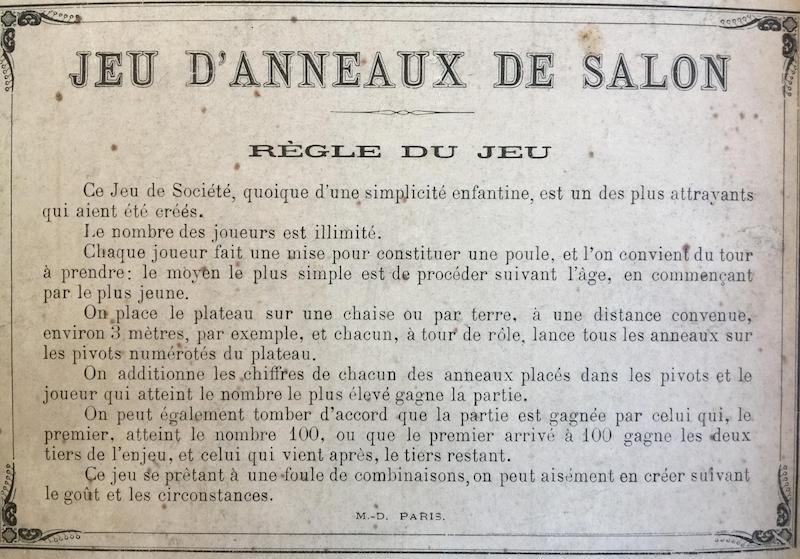 JEU D'ANNEAUX DE SALON
RÈGLE DU JEU
Ce Jeu de Société, quoique d'une simplicité enfantine, est un des plus attrayants
qui aient été créés.
Le nombre des joueurs est illimité.
Chaque joueur fait une mise pour constituer une poule, et l'on convient du tour
à prendre: le moyen le plus simple est de procéder suivant l'âge, en commençant
par le plus jeune.
On place le plateau sur une chaise ou par terre, à une distance convenue,
environ 3 mètres, par exemple, et chacun, à tour de rôle, lance tous les anneaux sur
les pivots numérotés du plateau.
On additionne les chiffres de chacun des anneaux placés dans les pivots et le
joueur qui atteint le nombre le plus élevé gagne la partie.
On peut également tomber d'accord que la partie est gagnée par celui qui, le
premier, atteint le nombre 100, ou que le premier arrivé à 100 gagne les deux
tiers de l'enjeu, et celui qui vient après, le tiers restant.
Ce jeu se prêtant à une foule de combinaisons, on peut aisément en créer suivant
le goût et les circonstances.
M.-D. PARIS.